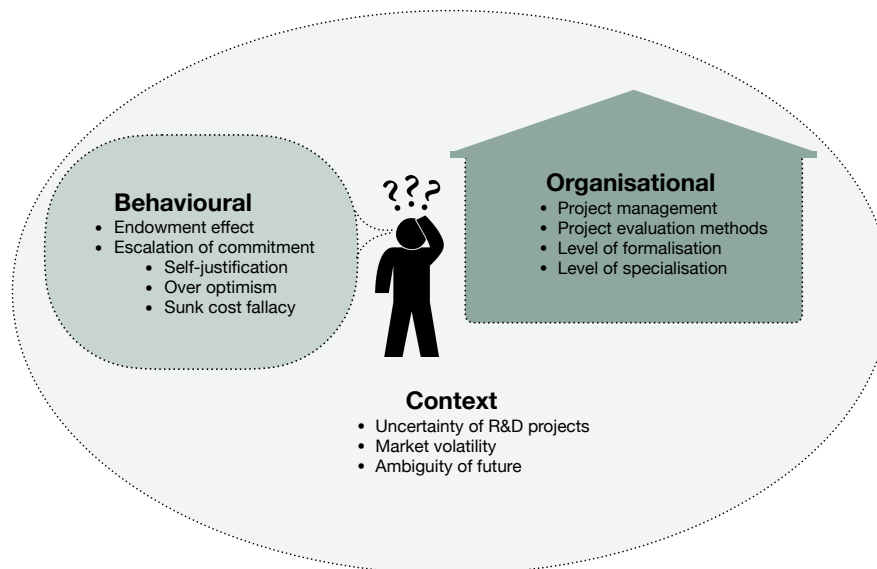 Behavioural
• Endowment effect
• Escalation of commitment
• Self-justification
• Over optimism
• Sunk cost fallacy
???
Organisational
• Project management
• Project evaluation methods
• Level of formalisation
• Level of specialisation
Context
• Uncertainty of R&D projects
• Market volatility
• Ambiguity of future